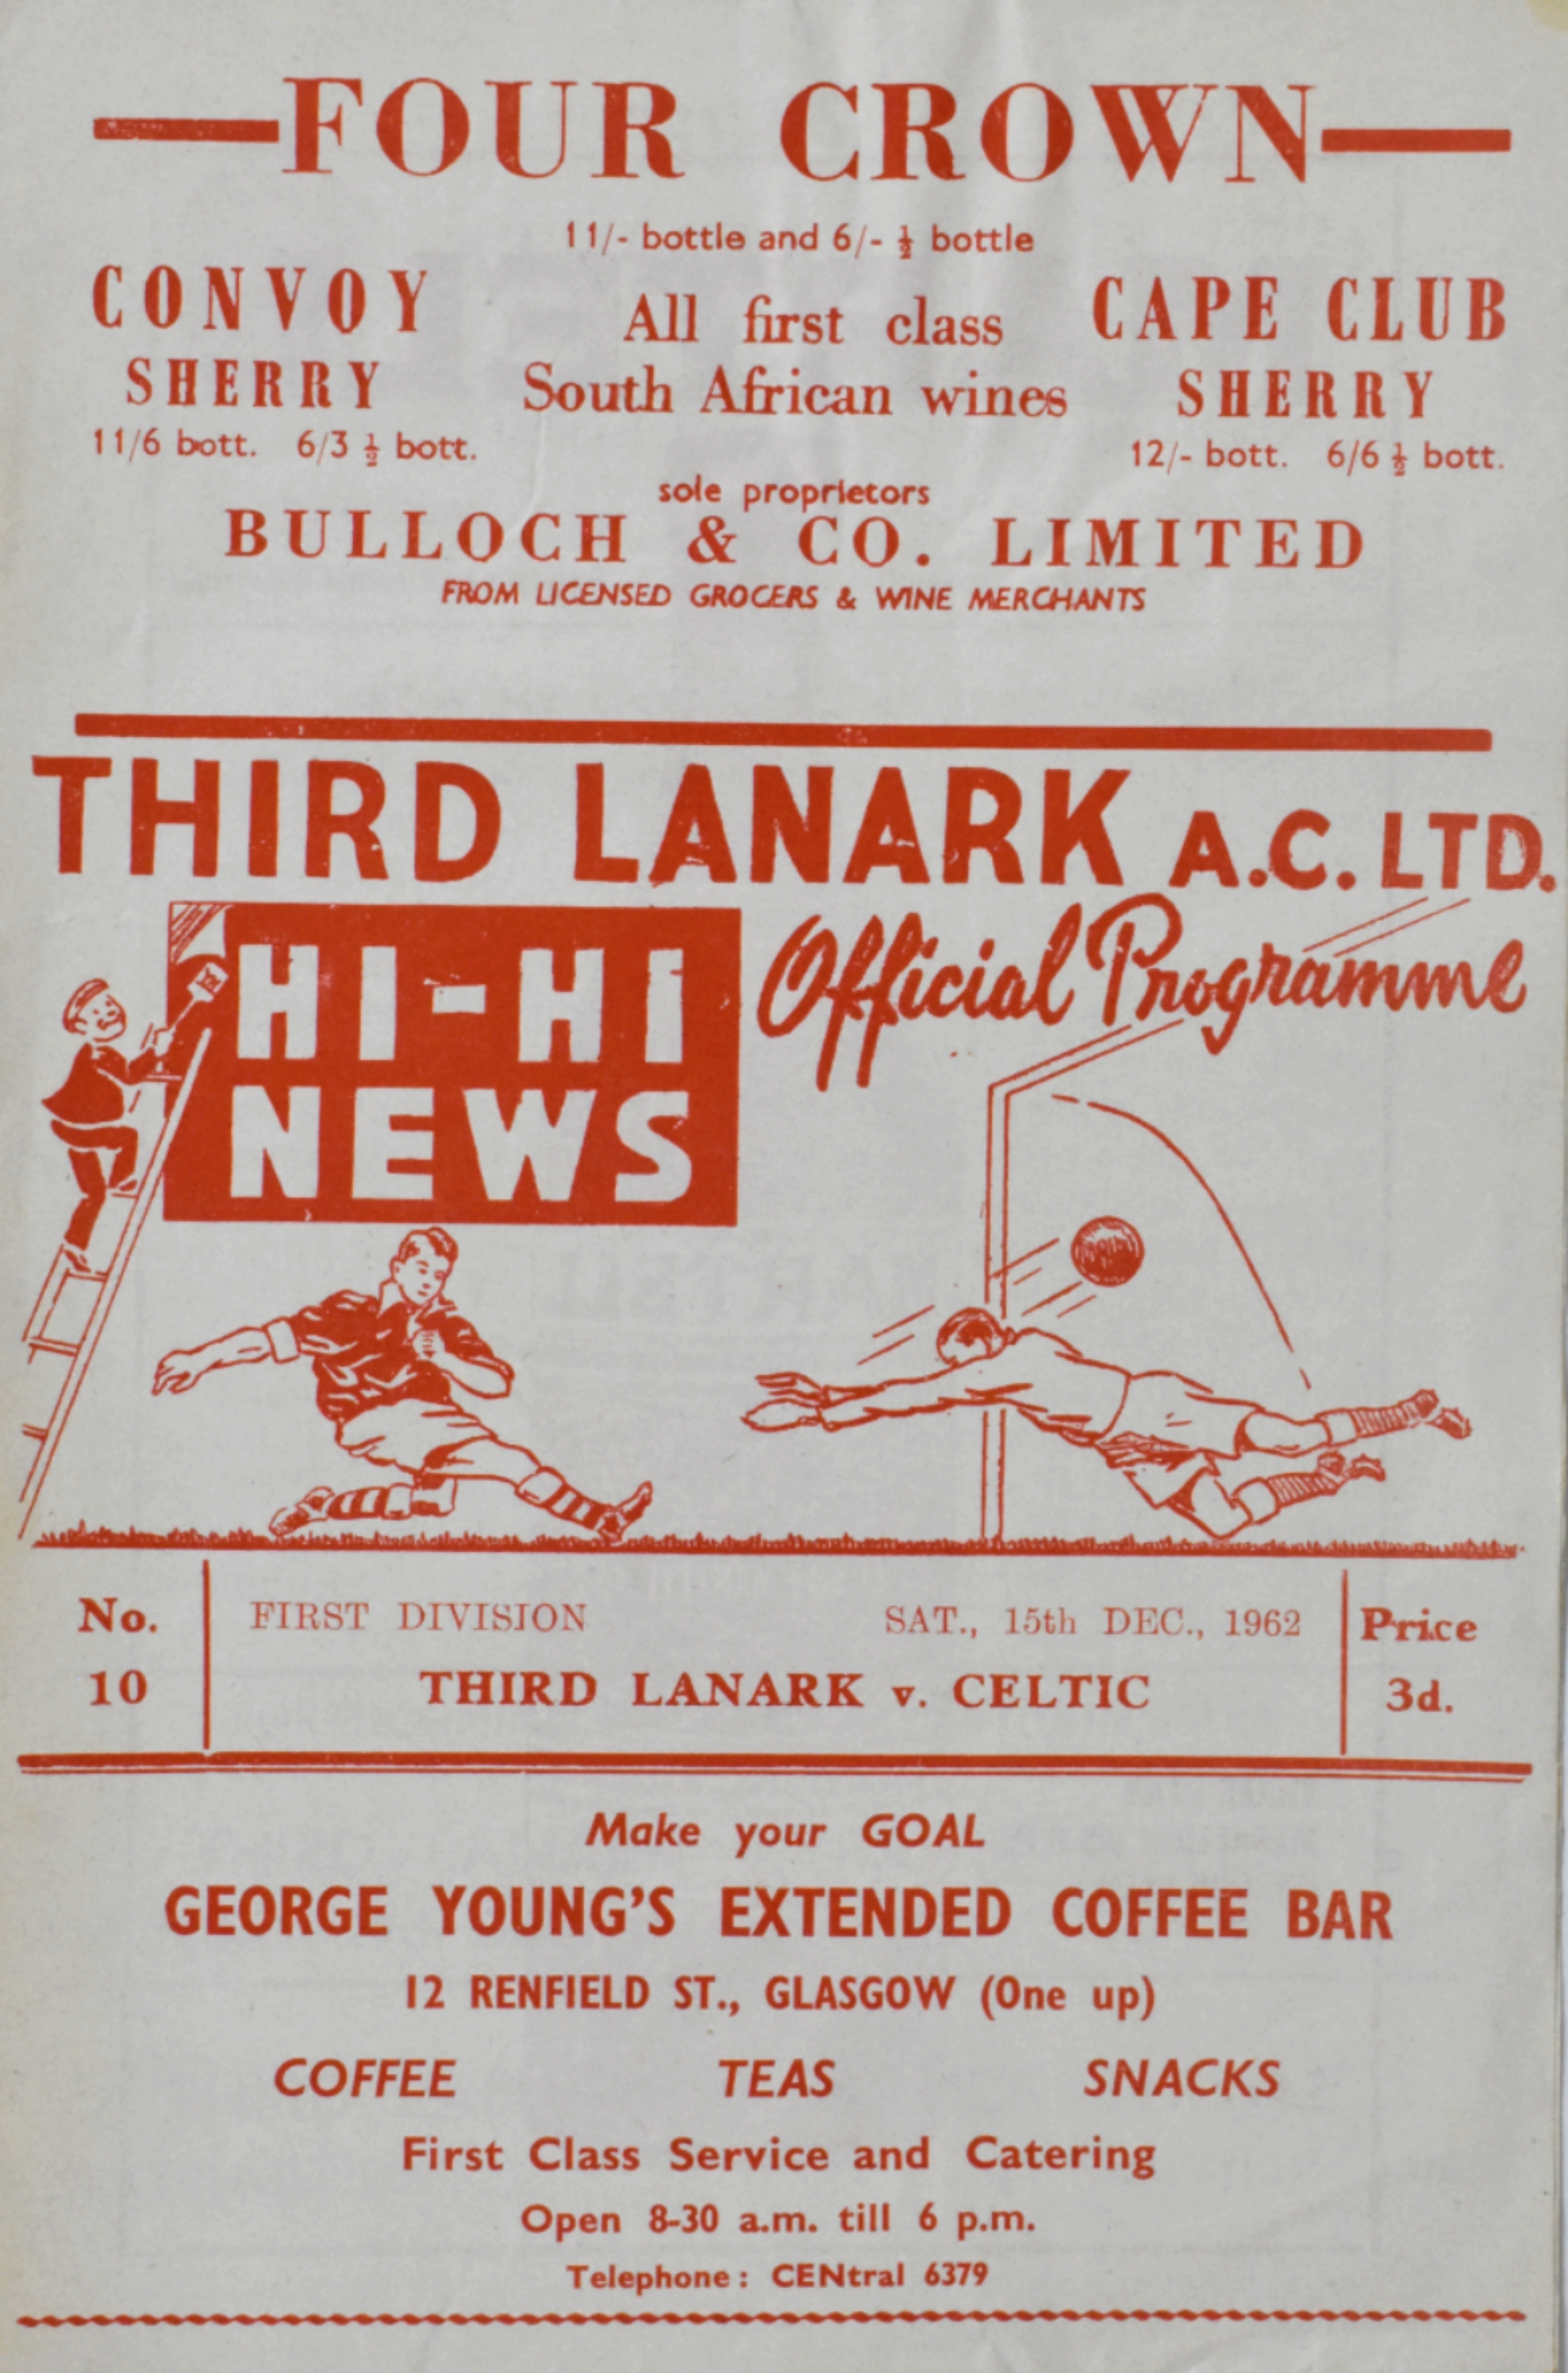 FOUR CROWN
11/- bottle and 6/- ½ bottle
CONVOY
SHERRY
11/6 bott. 6/3 ½ bott.
All first class
South African wines
CAPE CLUB
SHERRY
12/- bott. 6/6 ½ bott.
sole proprietors
BULLOCH & CO. LIMITED
FROM LICENSED GROCERS & WINE MERCHANTS
THIRD LANARK A.C. LTD.
HI-HI
NEWS
Official Programme
No.
10
FIRST DIVISION SAT., 15th DEC., 1962
THIRD LANARK v. CELTIC
Price
3d.
Make your GOAL
GEORGE YOUNG'S EXTENDED COFFEE BAR
12 RENFIELD ST., GLASGOW (One up)
COFFEE TEAS SNACKS
First Class Service and Catering
Open 8-30 a.m. till 6 p.m.
Telephone: CENtral 6379